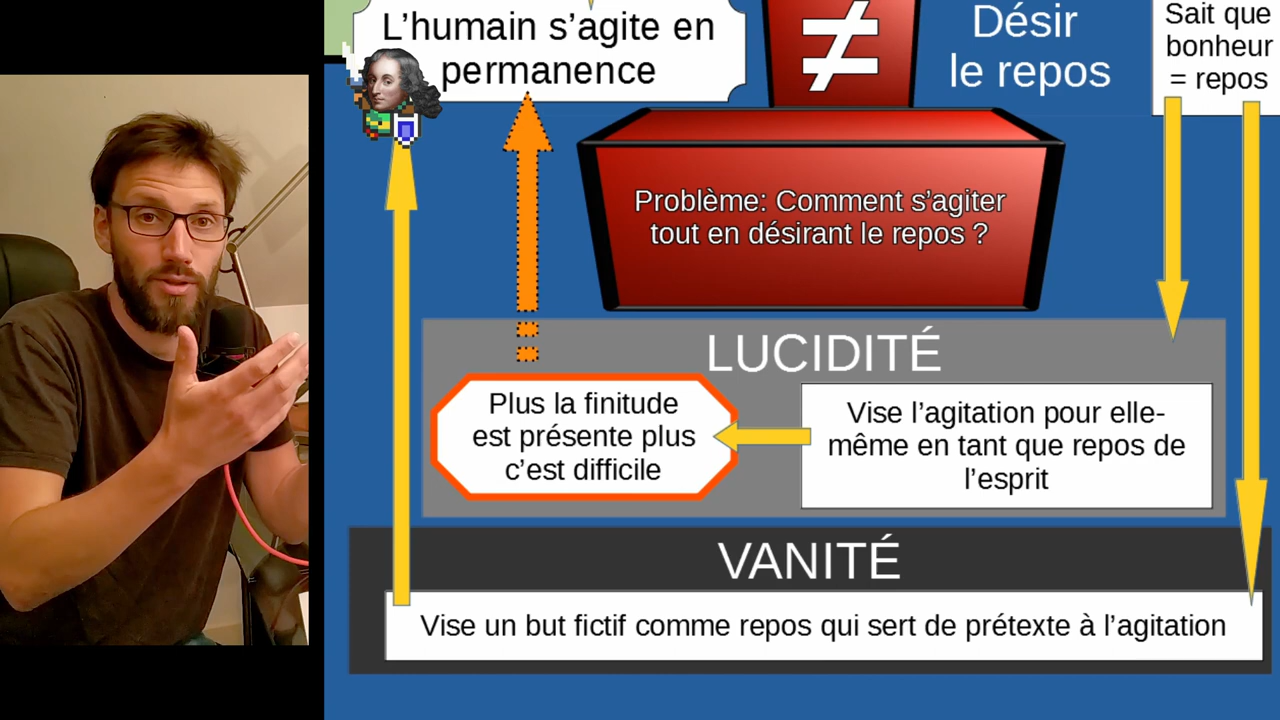 L’humain s’agite en
permanence
≠
Désir
le repos
Sait que
bonheur
= repos
Problème: Comment s’agiter
tout en désirant le repos ?
LUCIDITÉ
Plus la finitude
est présente plus
c’est difficile
Vise l’agitation pour elle-
même en tant que repos de
l’esprit
VANITÉ
Vise un but fictif comme repos qui sert de prétexte à l’agitation